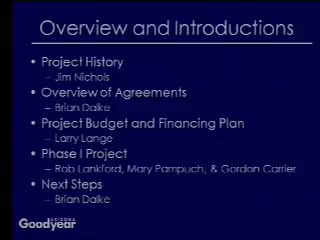 Overview and Introductions
• Project History
– Jim Nichols
• Overview of Agreements
– Brian Dalke
• Project Budget and Financing Plan
– Larry Lange
• Phase I Project
– Rob Lankford, Mary Pampuch, & Gordon Carrier
• Next Steps
– Brian Dalke
ARIZONA
Goodyear